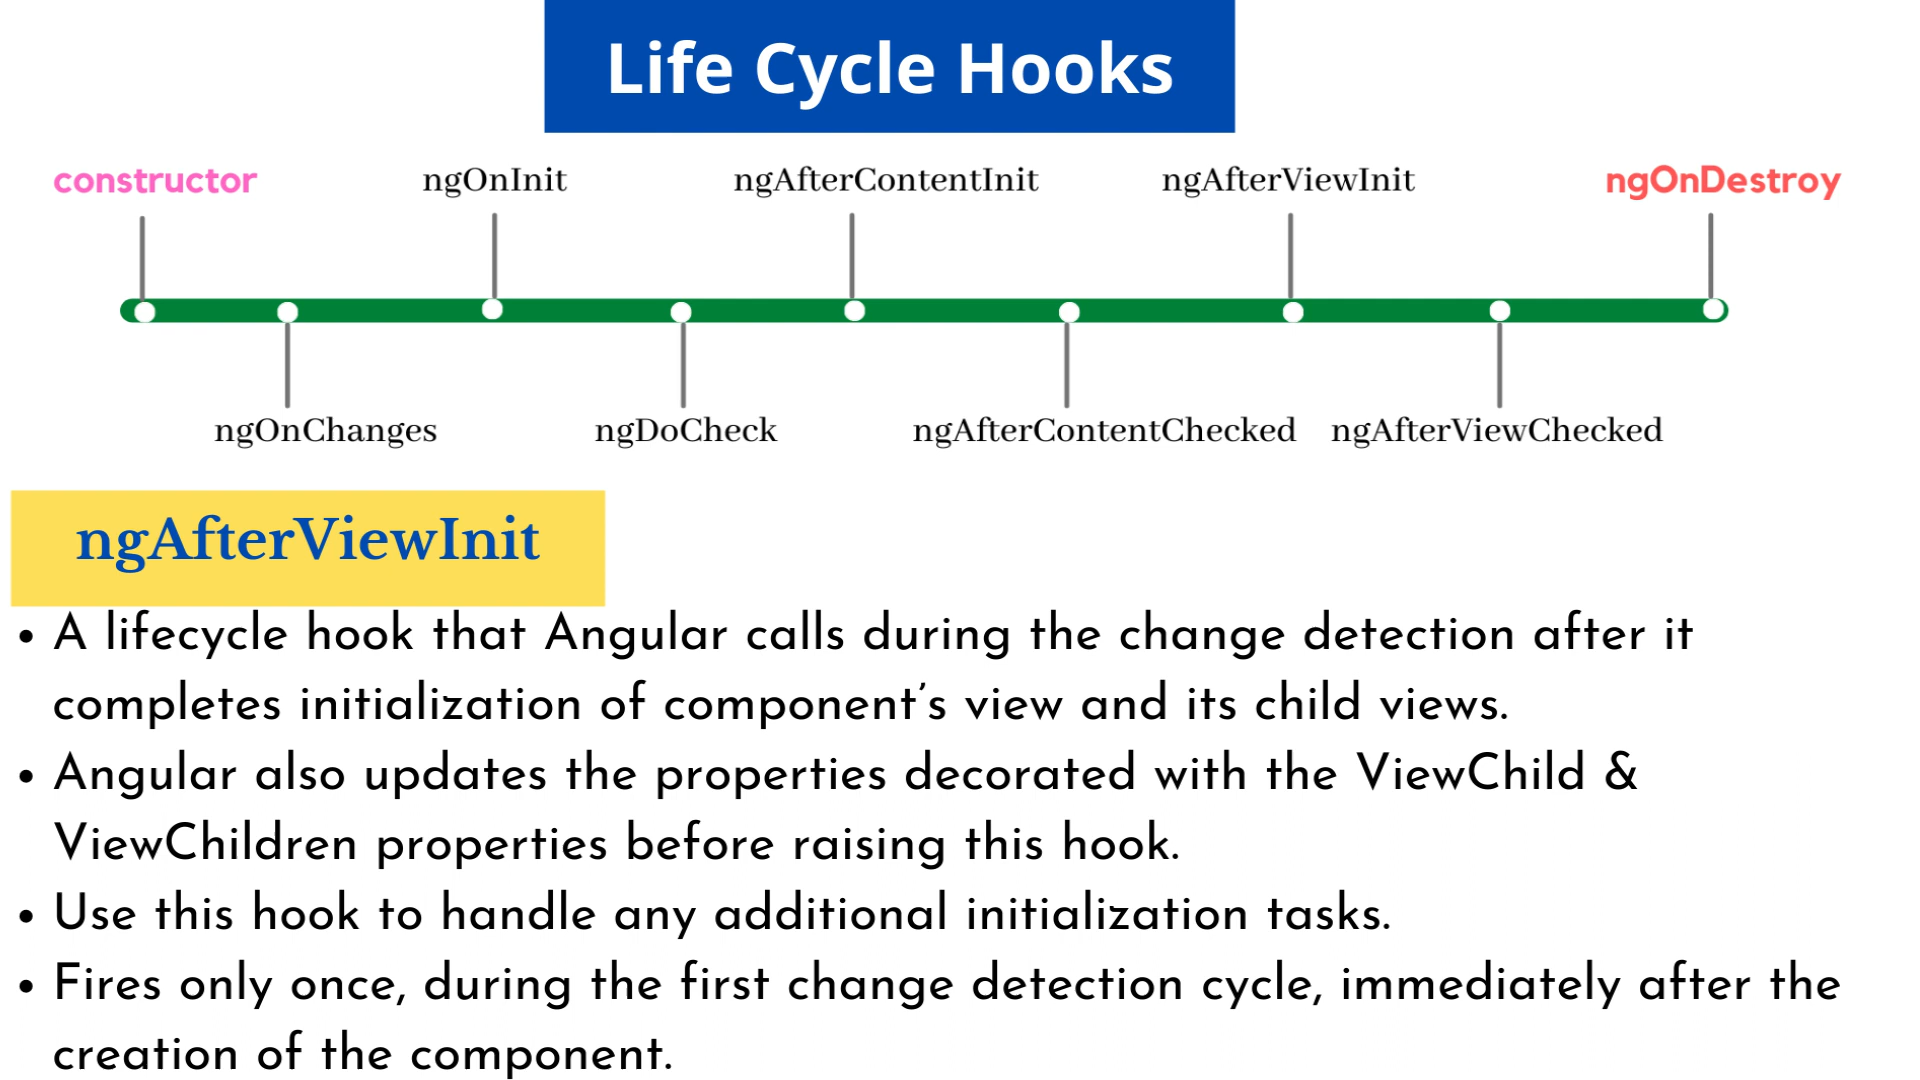 Life Cycle Hooks
constructor
ngOnInit
ngAfterContentInit
ngAfterViewInit
ngOnDestroy
ngOnChanges
ngDoCheck
ngAfterContentChecked
ngAfterViewChecked
ngAfterViewInit
• A lifecycle hook that Angular calls during the change detection after it
completes initialization of component’s view and its child views.
• Angular also updates the properties decorated with the ViewChild &
ViewChildren properties before raising this hook.
• Use this hook to handle any additional initialization tasks.
• Fires only once, during the first change detection cycle, immediately after the
creation of the component.